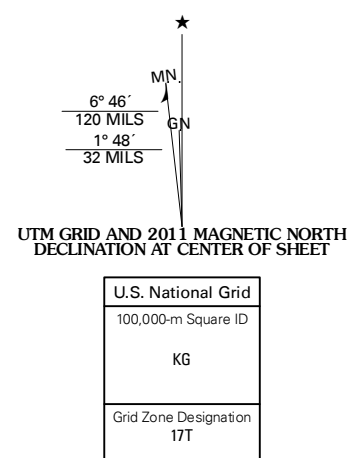 ★
MN.
6° 46´
120 MILS
GN
1° 48´
32 MILS
UTM GRID AND 2011 MAGNETIC NORTH
DECLINATION AT CENTER OF SHEET
U.S. National Grid
100,000-m Square ID
KG
Grid Zone Designation
17T